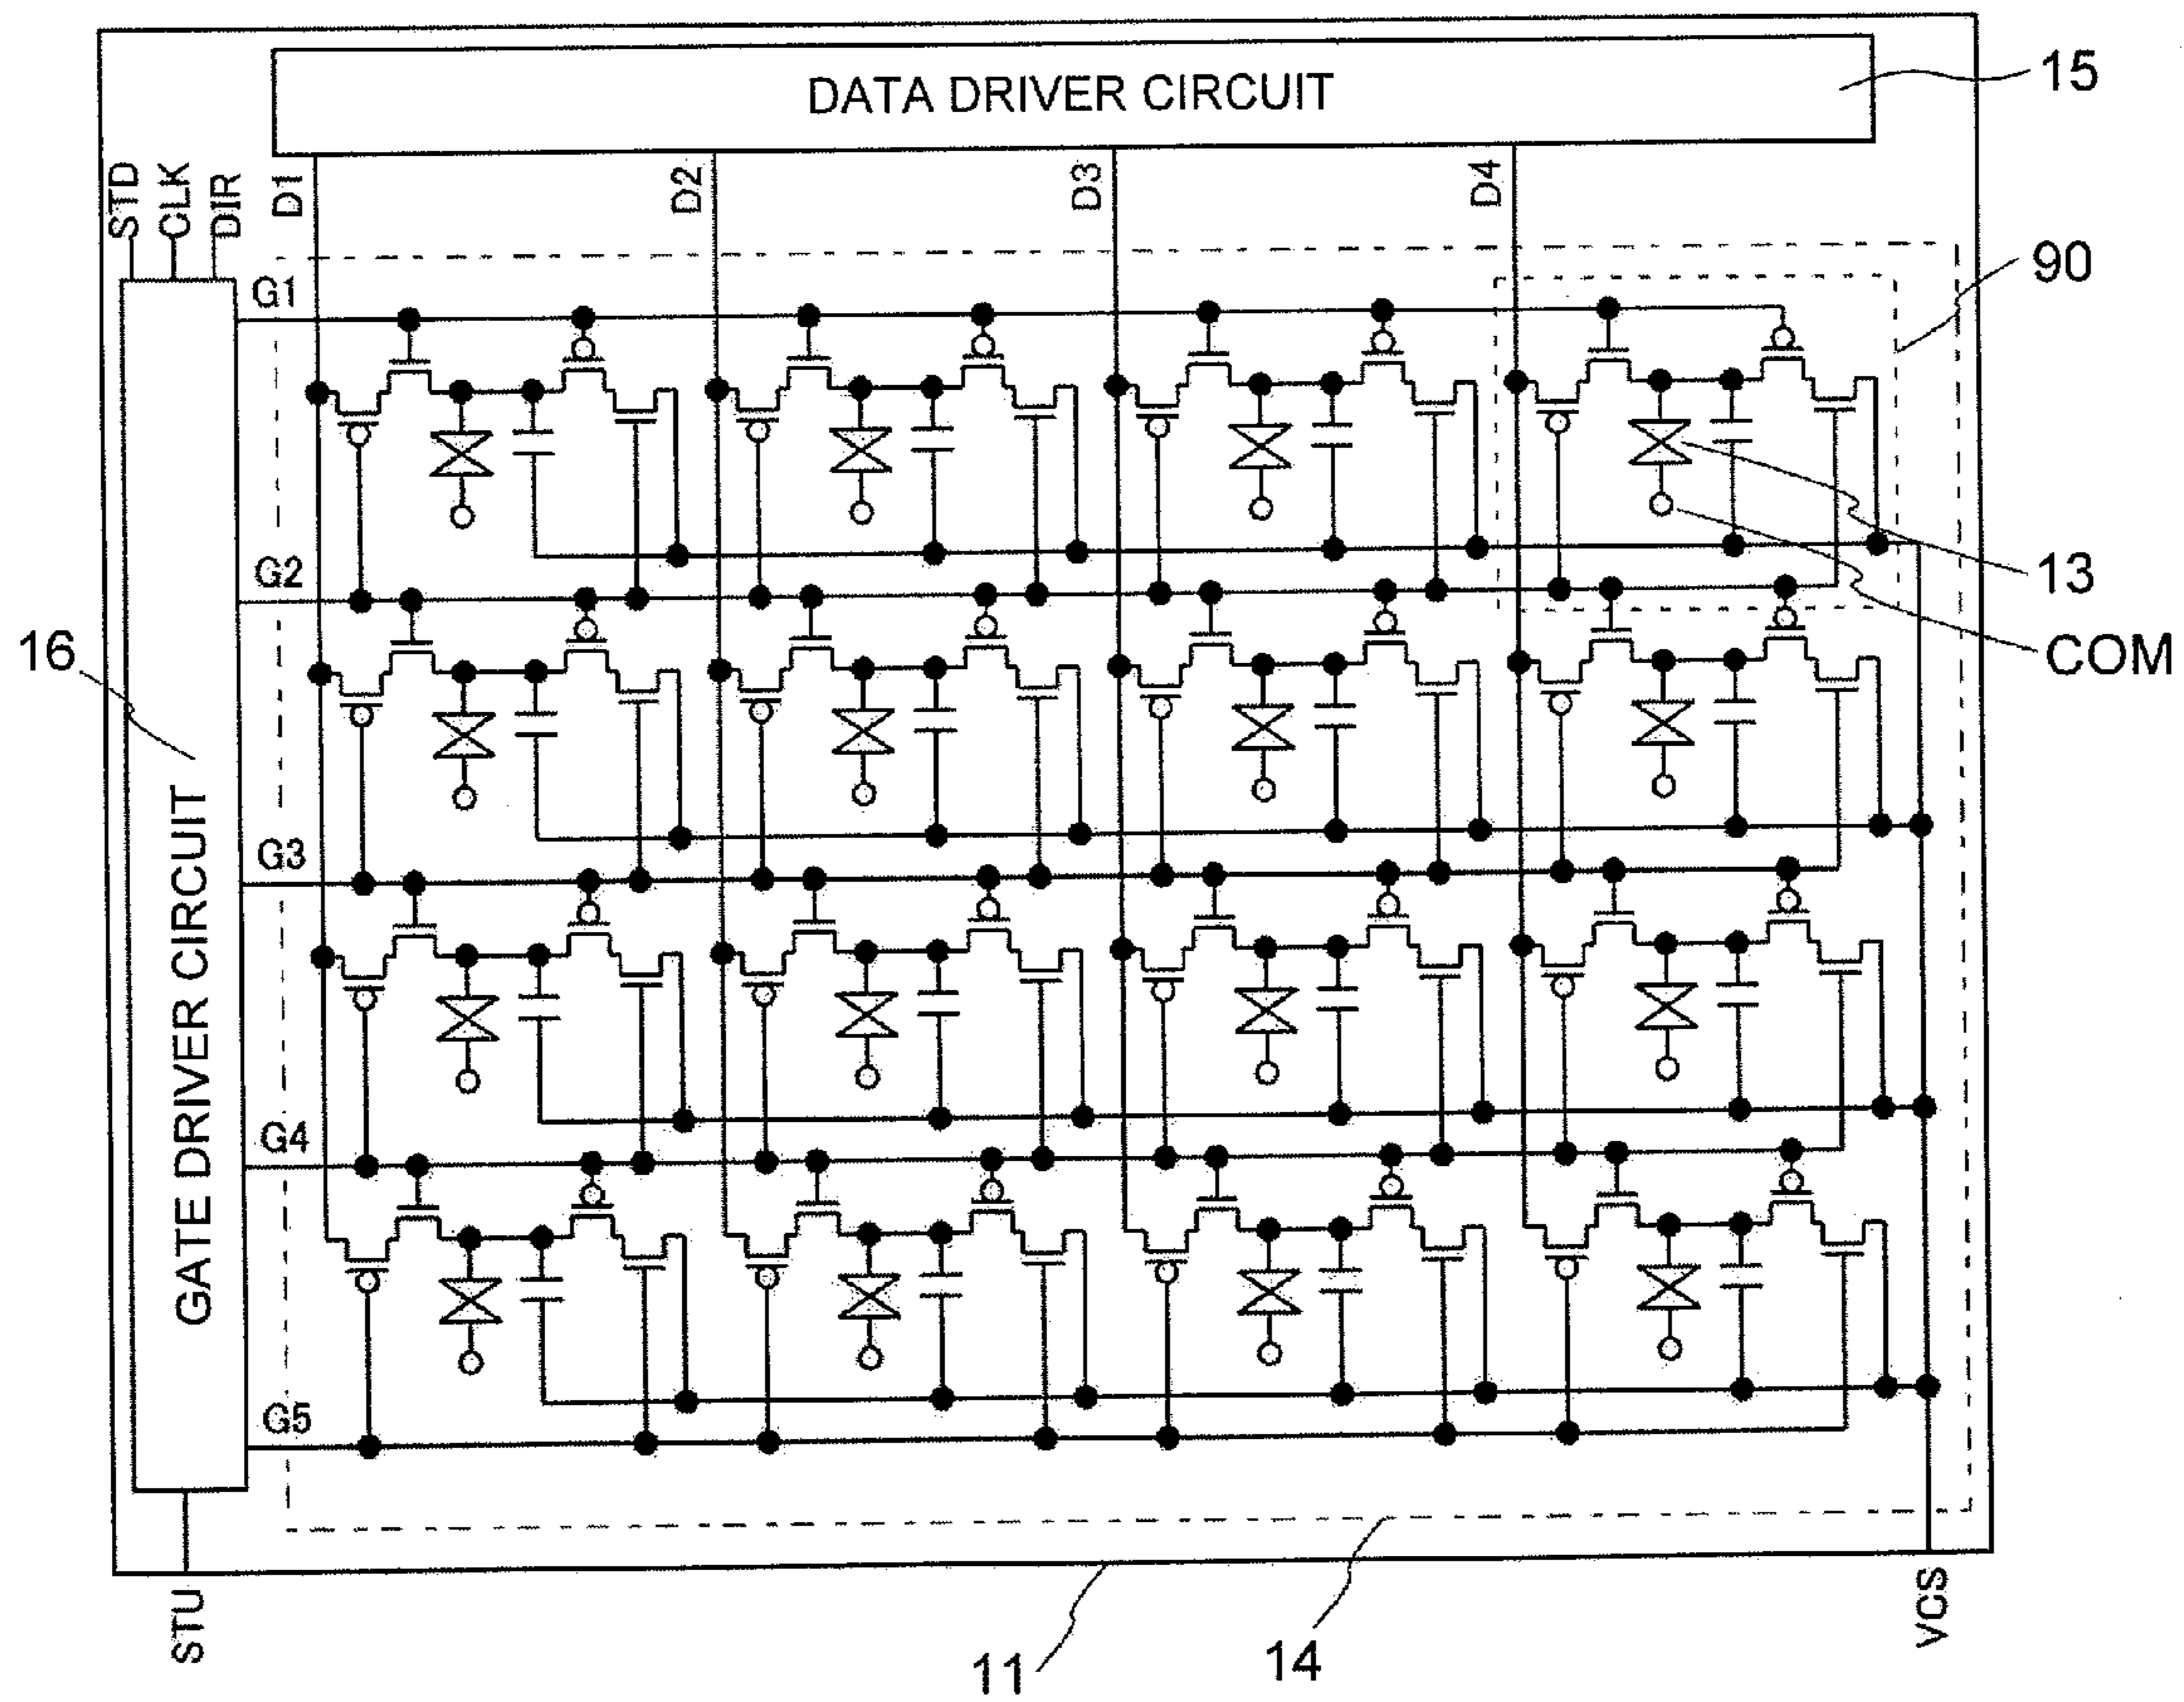 DATA DRIVER CIRCUIT
15
STD
CLK
DIR
D1
D2
D3
D4
90
G1
13
G2
COM
16
G3
GATE DRIVER CIRCUIT
G4
G5
STU
11
14
VCS